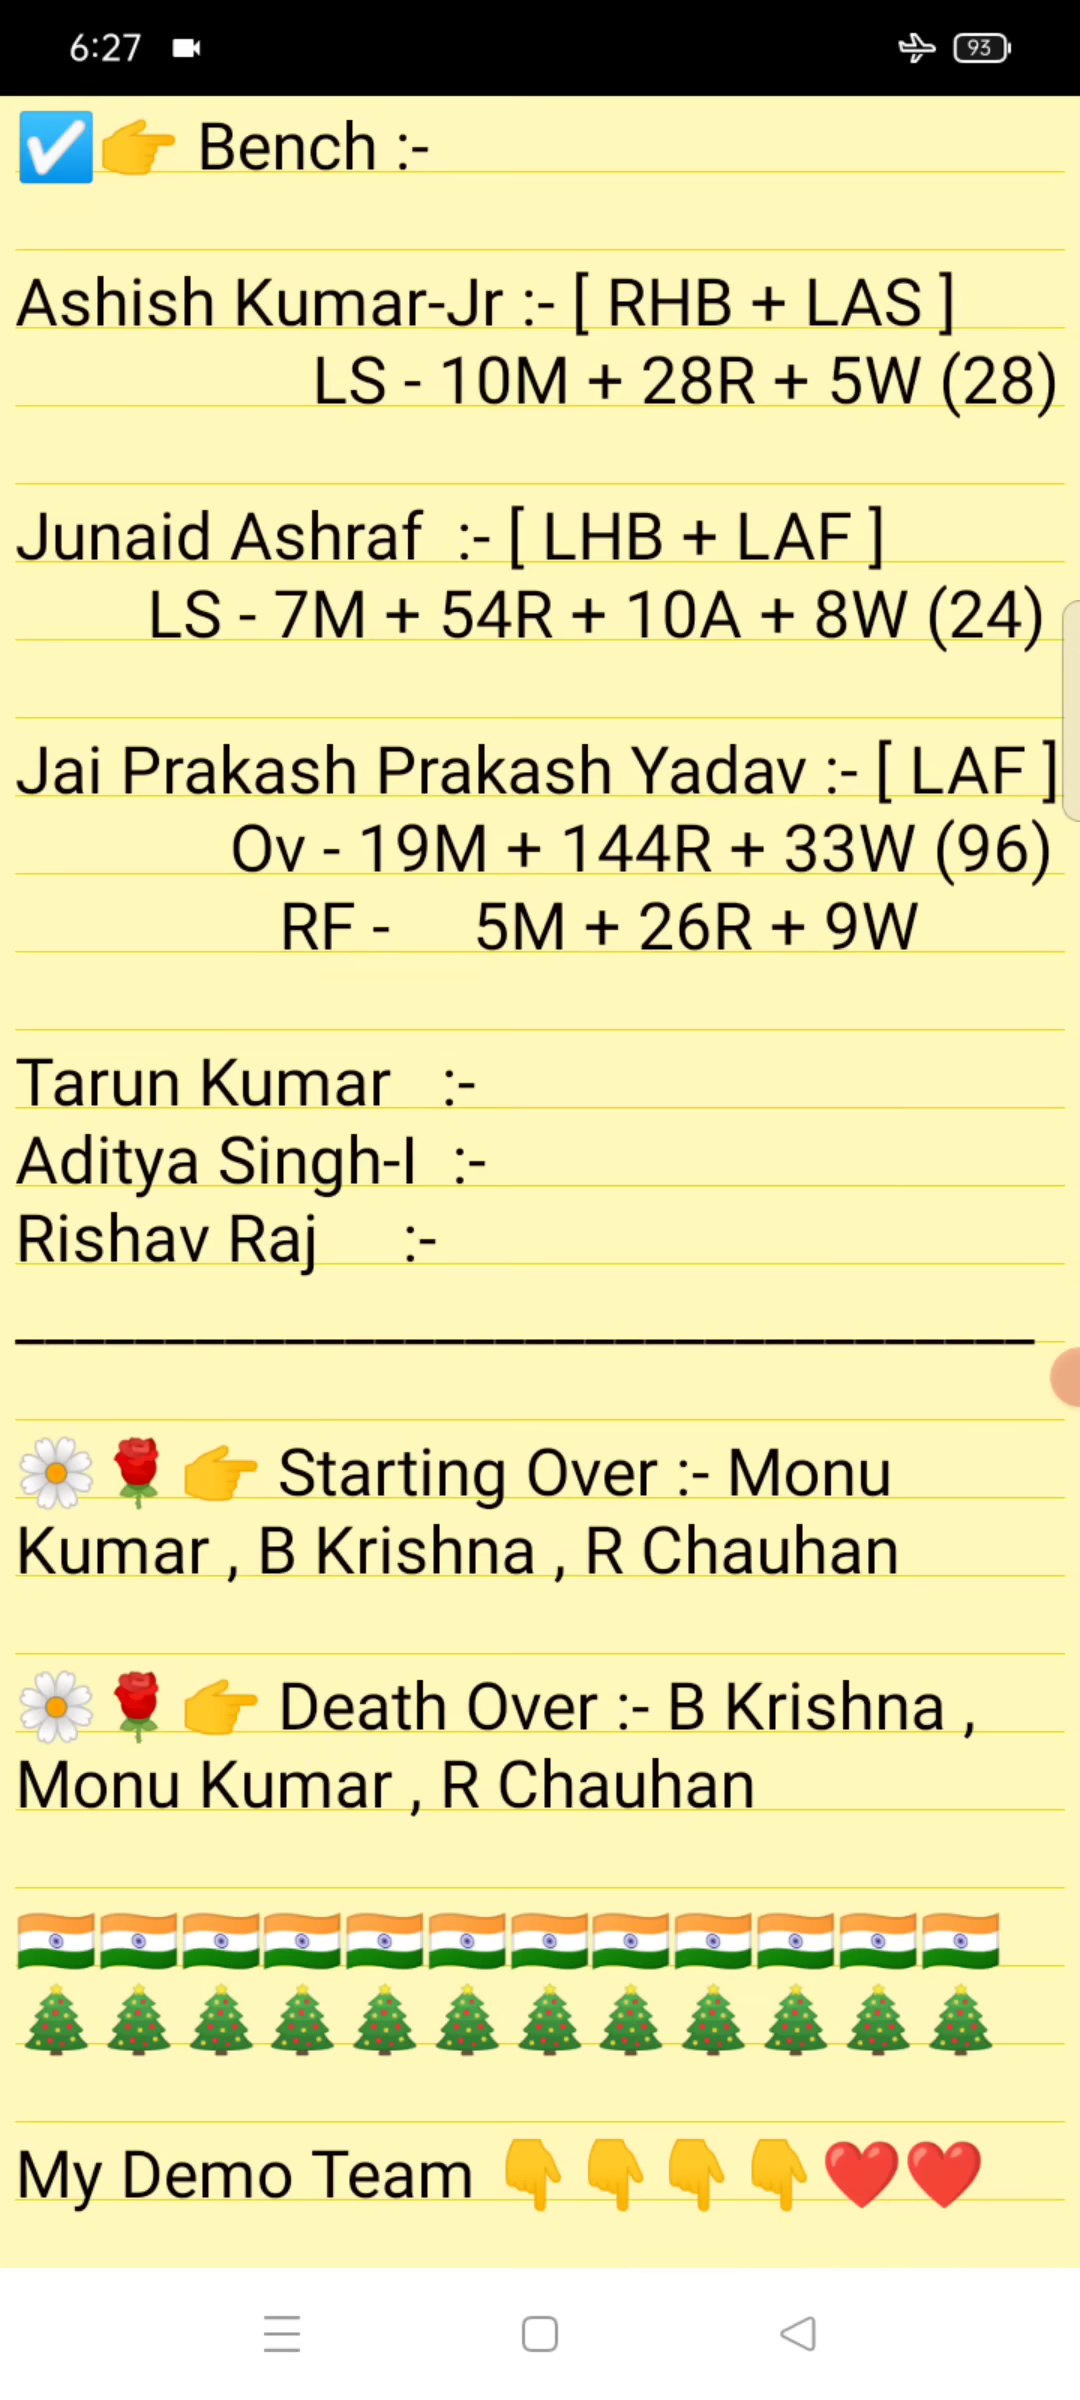 6:27 93
☑️👉 Bench :-
Ashish Kumar-Jr :- [ RHB + LAS ]
LS - 10M + 28R + 5W (28)
Junaid Ashraf :- [ LHB + LAF ]
LS - 7M + 54R + 10A + 8W (24)
Jai Prakash Prakash Yadav :- [ LAF ]
Ov - 19M + 144R + 33W (96)
RF - 5M + 26R + 9W
Tarun Kumar :-
Aditya Singh-I :-
Rishav Raj :-
__________________________________
🌼🌹👉 Starting Over :- Monu
Kumar , B Krishna , R Chauhan
🌼🌹👉 Death Over :- B Krishna ,
Monu Kumar , R Chauhan
🇮🇳🇮🇳🇮🇳🇮🇳🇮🇳🇮🇳🇮🇳🇮🇳🇮🇳🇮🇳🇮🇳🇮🇳
🎄🎄🎄🎄🎄🎄🎄🎄🎄🎄🎄🎄
My Demo Team 👇👇👇👇❤️❤️